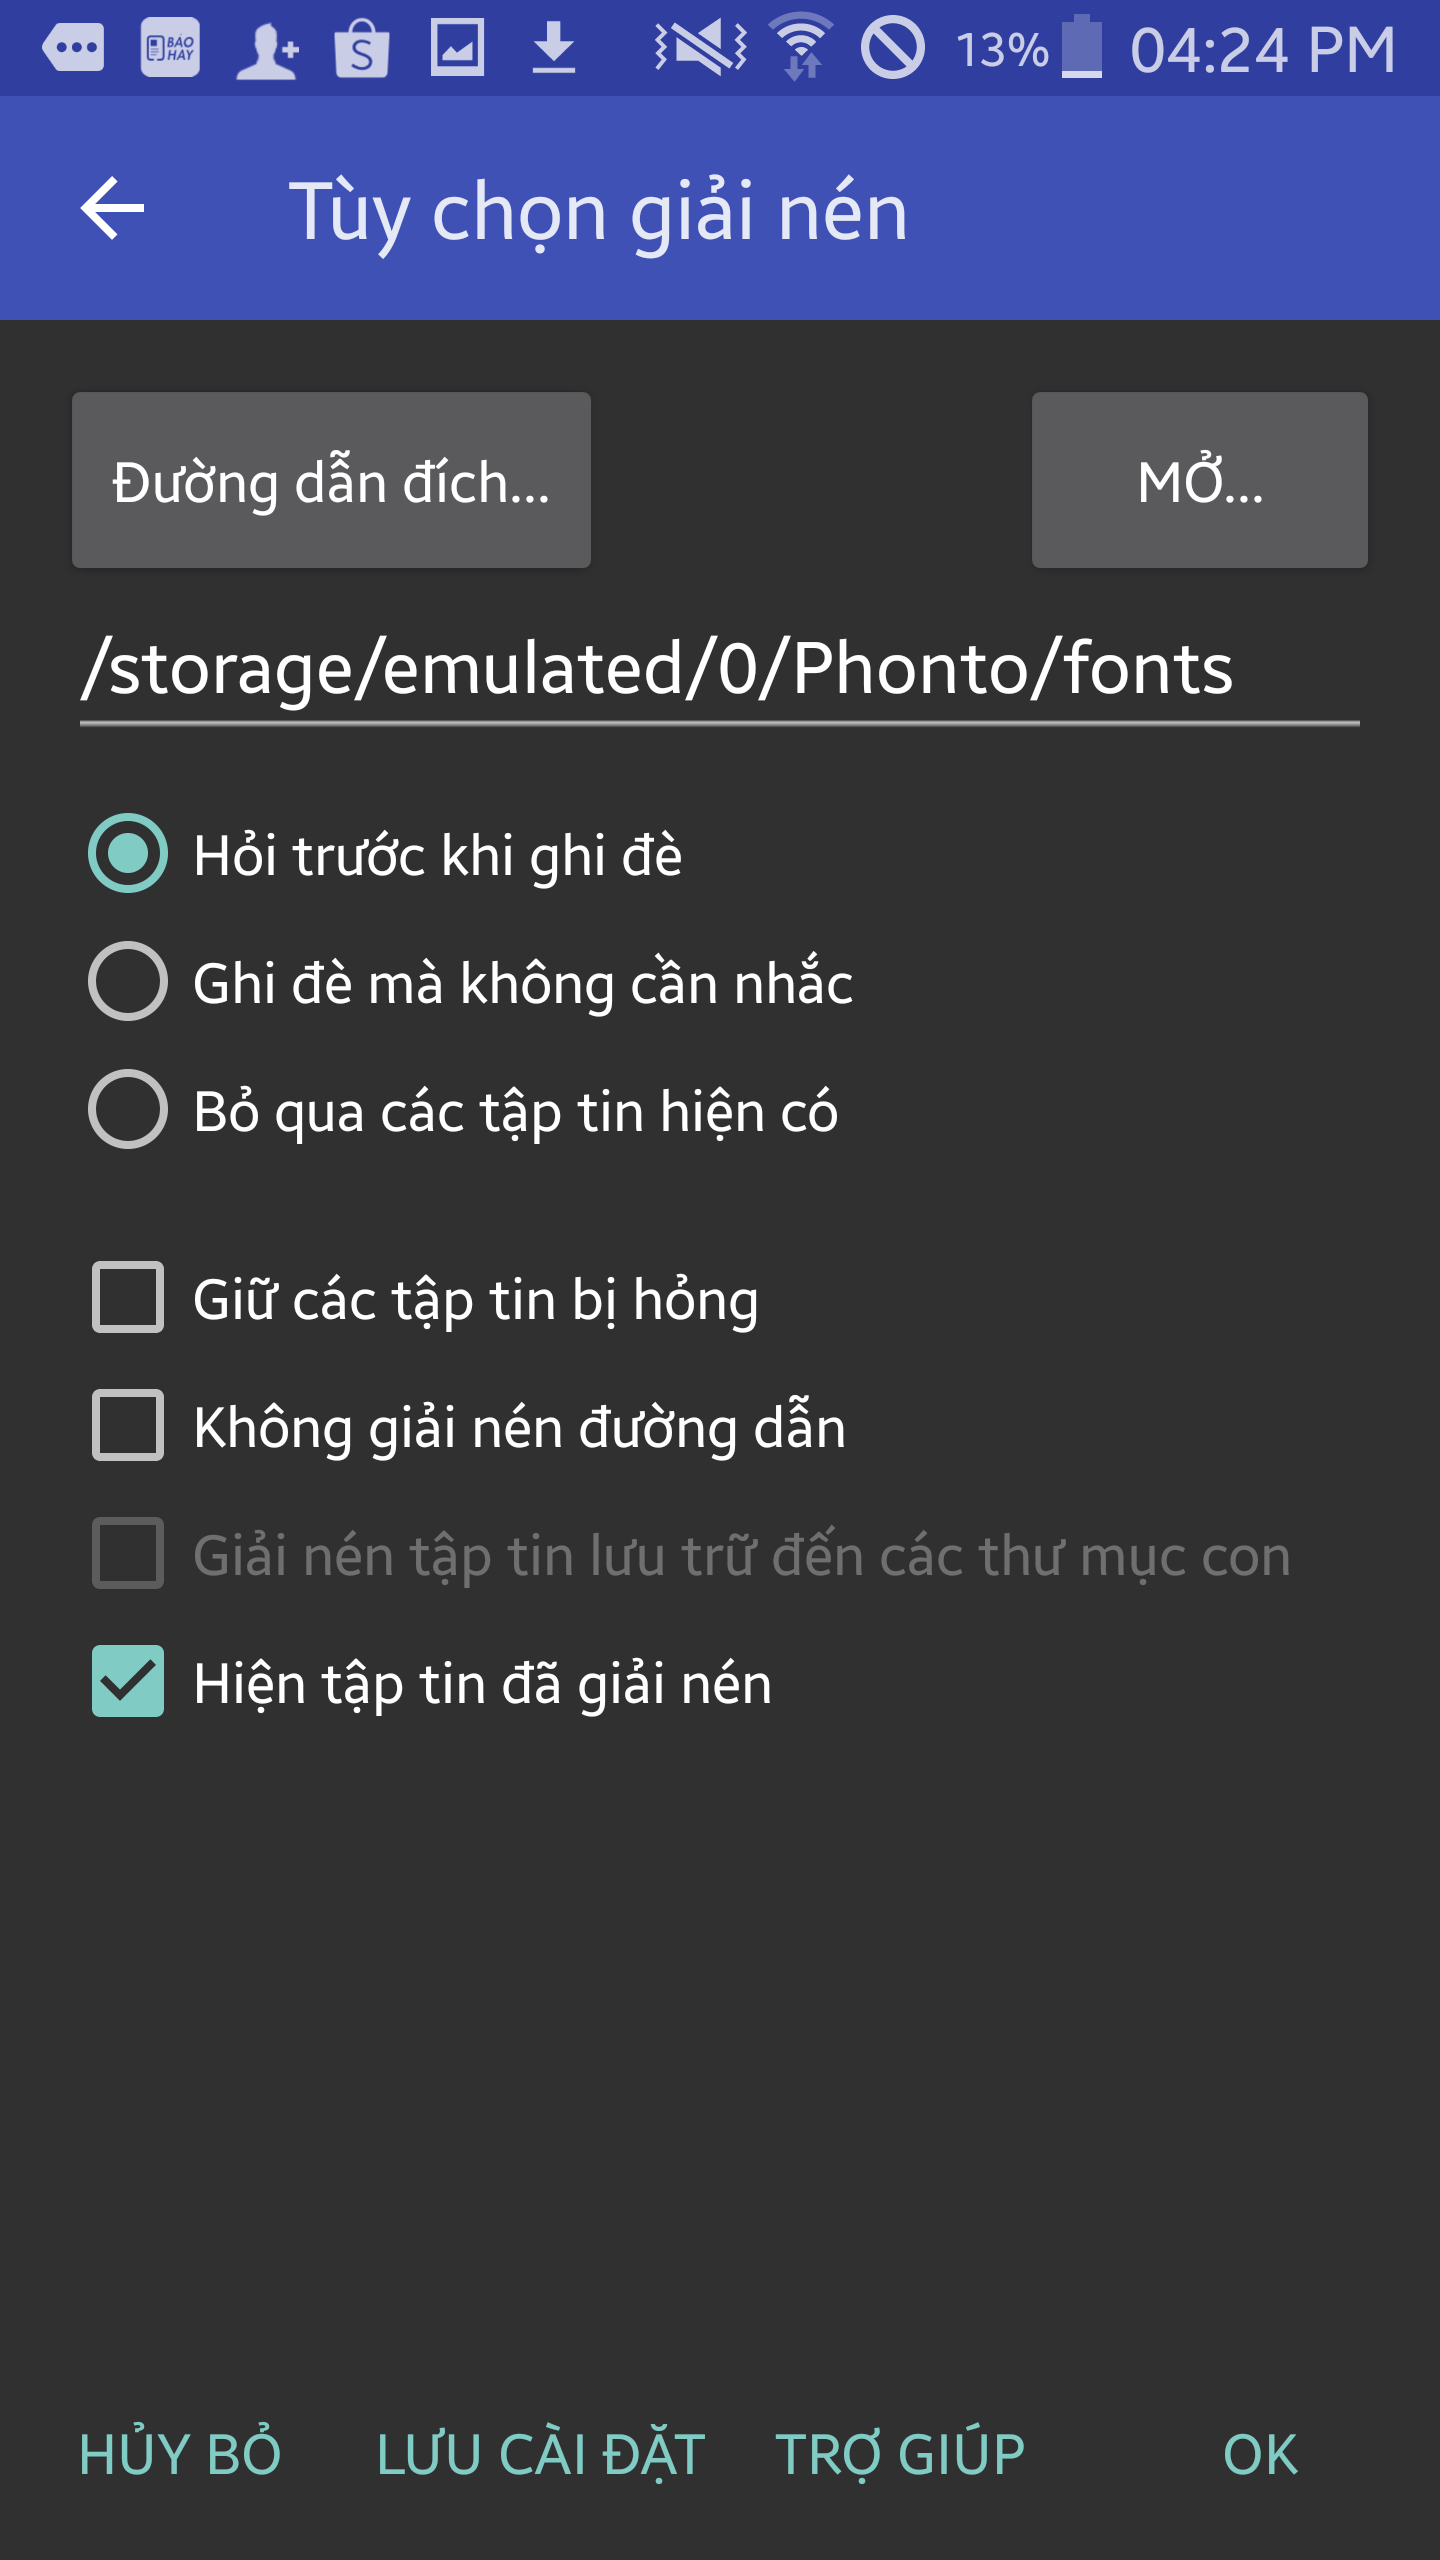 BÁO HAY
S
13%
04:24 PM
Tùy chọn giải nén
Đường dẫn đích...
MỞ...
/storage/emulated/0/Phonto/fonts
Hỏi trước khi ghi đè
Ghi đè mà không cần nhắc
Bỏ qua các tập tin hiện có
Giữ các tập tin bị hỏng
Không giải nén đường dẫn
Giải nén tập tin lưu trữ đến các thư mục con
Hiện tập tin đã giải nén
HỦY BỎ
LƯU CÀI ĐẶT
TRỢ GIÚP
OK